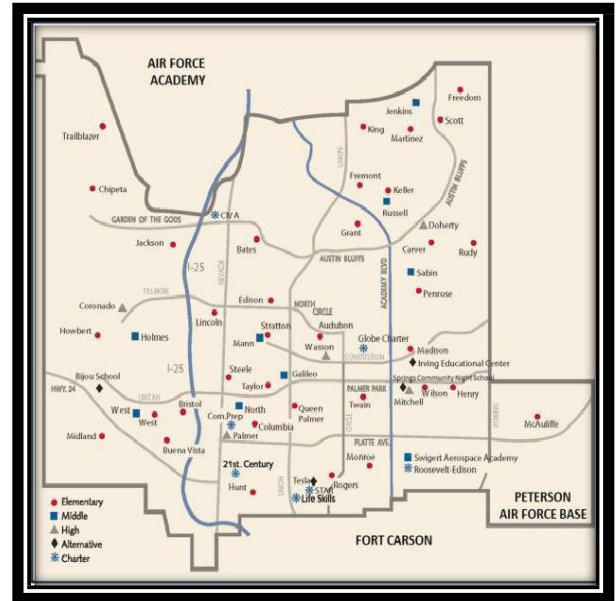 AIR FORCE
ACADEMY
Freedom
Jenkins
Scott
King
Martinez
Trailblazer
UNION
Fremont
Keller
Chipeta
Russell
AUSTIN BLUFFS
CIVA
GARDEN OF THE GODS
Grant
Doherty
Jackson
Bates
Carver
Rudy
AUSTIN BLUFFS
I-25
NEVADA
ACADEMY BLVD
Sabin
Penrose
FILLMORE
Edison
NORTH
CIRCLE
Coronado
Lincoln
Howbert
Holmes
Stratton
Mann
Audubon
Wasson
Globe Charter
Madison
CONSTITUTION
Irving Educational Center
I-25
Bijou School
Steele
Galileo
Springs Community Night School
HWY. 24
UINTAH
Taylor
PALMER PARK
Mitchell
Wilson
Henry
Twain
CIRCLE
POWERS
West
West
Bristol
North
Com.Prep
Columbia
Queen
Palmer
McAuliffe
Midland
Buena Vista
Palmer
PLATTE AVE.
21st. Century
Monroe
Swigert Aerospace Academy
Roosevelt-Edison
Hunt
UNION
Tesla
STAR
Rogers
Life Skills
Elementary
Middle
High
Alternative
Charter
PETERSON
AIR FORCE BASE
FORT CARSON